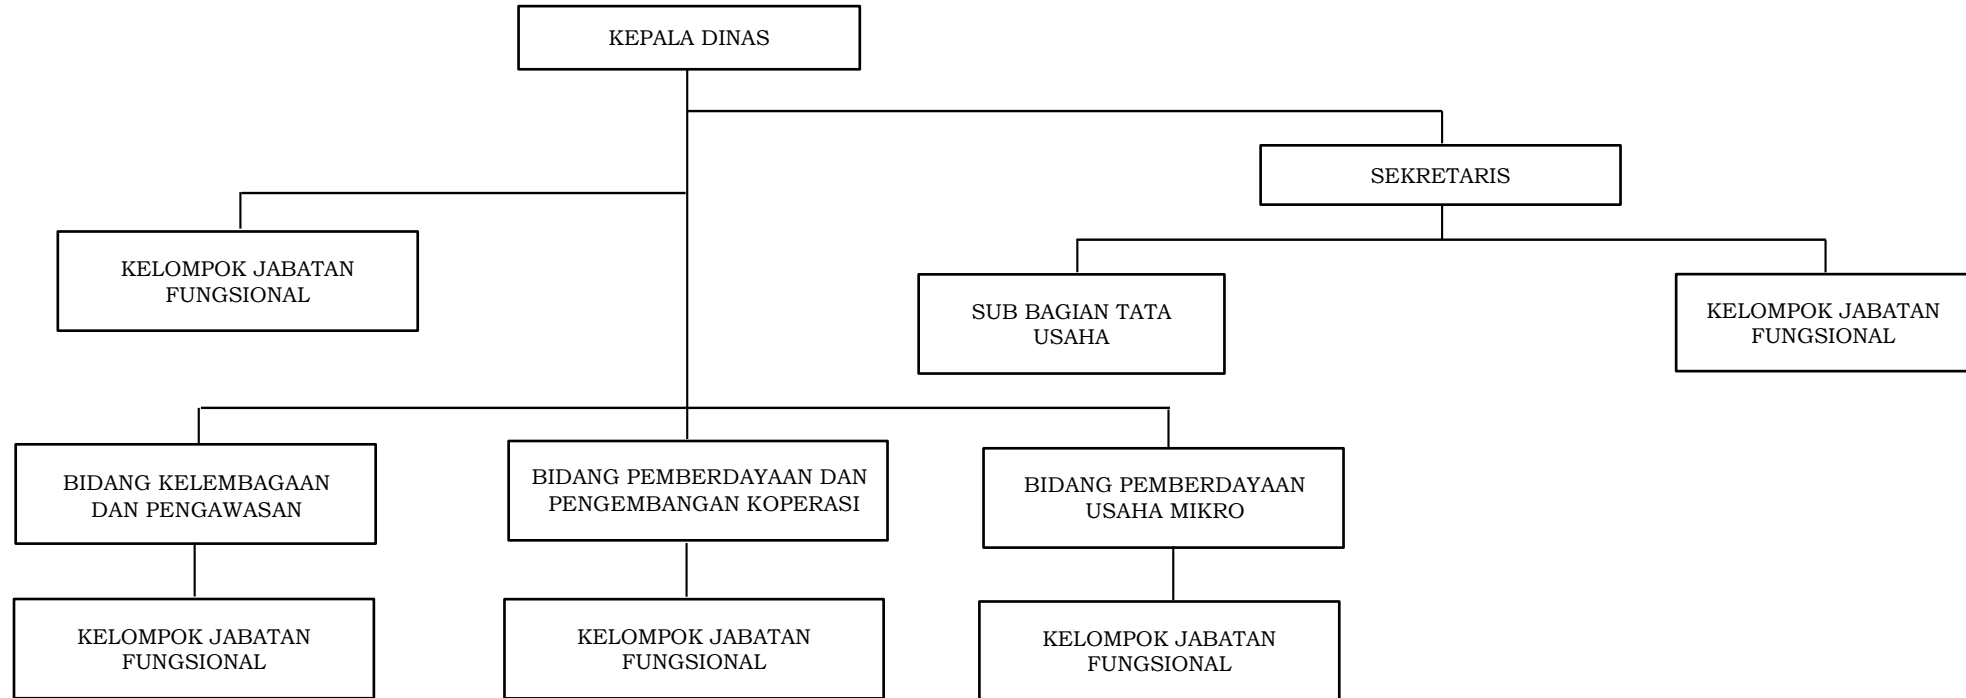 KEPALA DINAS
SEKRETARIS
KELOMPOK JABATAN
FUNGSIONAL
SUB BAGIAN TATA
USAHA
KELOMPOK JABATAN
FUNGSIONAL
BIDANG KELEMBAGAAN
DAN PENGAWASAN
BIDANG PEMBERDAYAAN DAN
PENGEMBANGAN KOPERASI
BIDANG PEMBERDAYAAN
USAHA MIKRO
KELOMPOK JABATAN
FUNGSIONAL
KELOMPOK JABATAN
FUNGSIONAL
KELOMPOK JABATAN
FUNGSIONAL